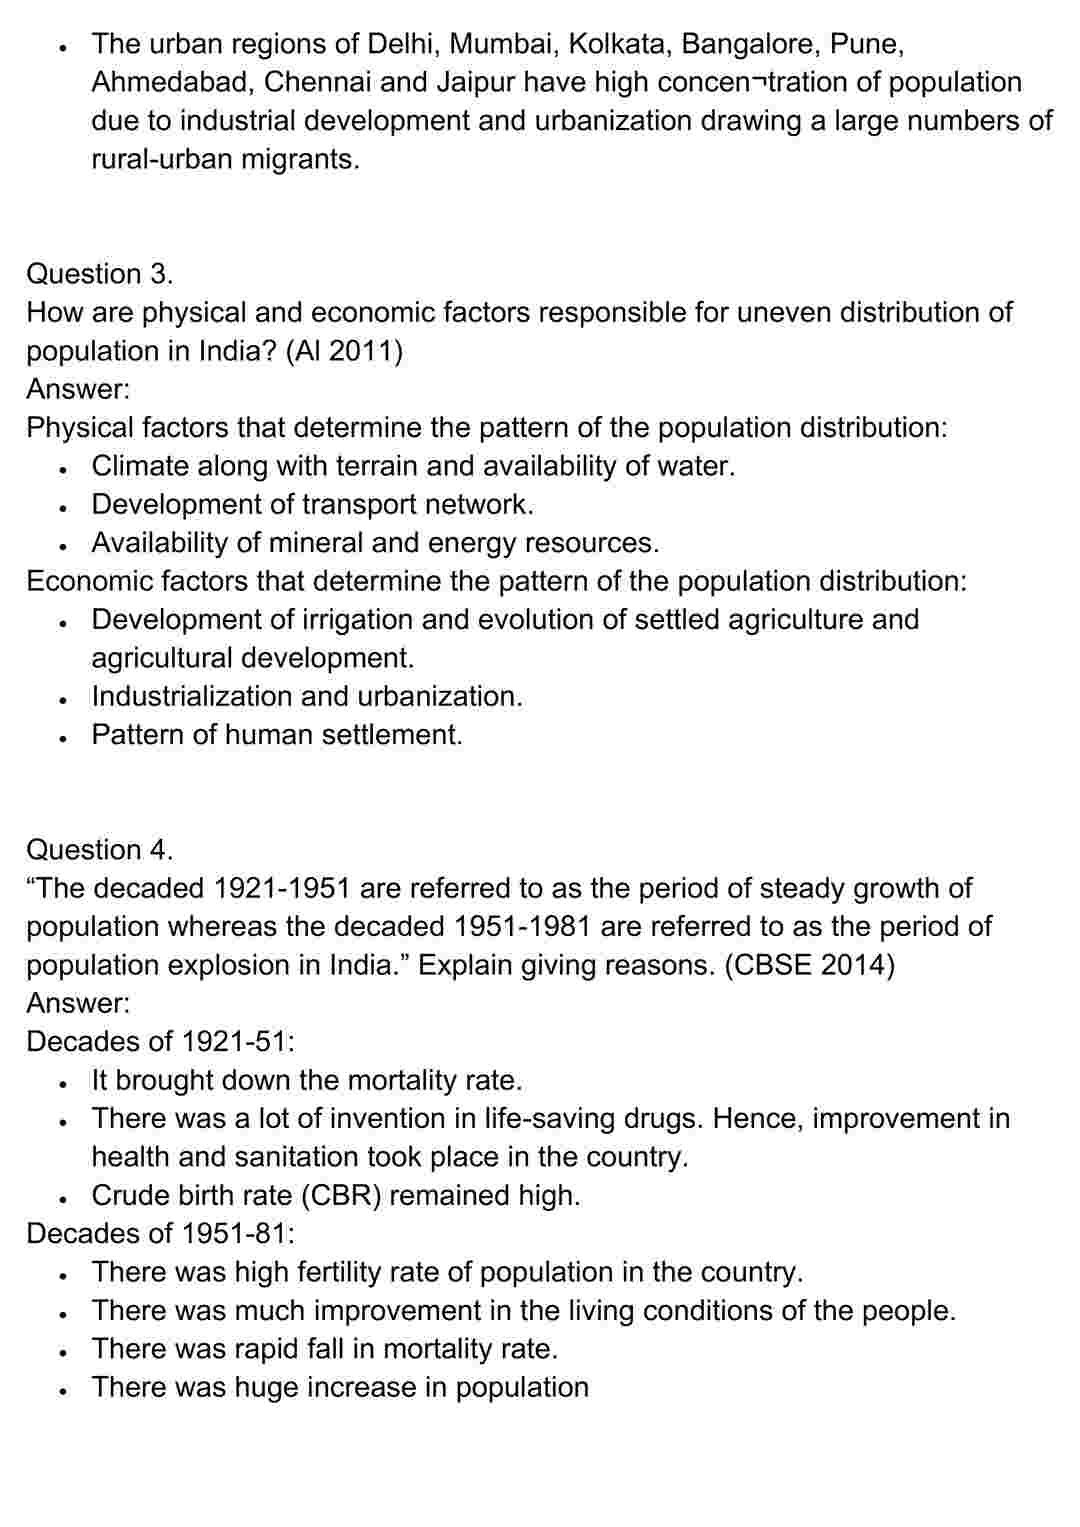 • The urban regions of Delhi, Mumbai, Kolkata, Bangalore, Pune,
Ahmedabad, Chennai and Jaipur have high concen¬tration of population
due to industrial development and urbanization drawing a large numbers of
rural-urban migrants.
Question 3.
How are physical and economic factors responsible for uneven distribution of
population in India? (AI 2011)
Answer:
Physical factors that determine the pattern of the population distribution:
• Climate along with terrain and availability of water.
• Development of transport network.
• Availability of mineral and energy resources.
Economic factors that determine the pattern of the population distribution:
• Development of irrigation and evolution of settled agriculture and
agricultural development.
• Industrialization and urbanization.
• Pattern of human settlement.
Question 4.
“The decaded 1921-1951 are referred to as the period of steady growth of
population whereas the decaded 1951-1981 are referred to as the period of
population explosion in India.” Explain giving reasons. (CBSE 2014)
Answer:
Decades of 1921-51:
• It brought down the mortality rate.
• There was a lot of invention in life-saving drugs. Hence, improvement in
health and sanitation took place in the country.
• Crude birth rate (CBR) remained high.
Decades of 1951-81:
• There was high fertility rate of population in the country.
• There was much improvement in the living conditions of the people.
• There was rapid fall in mortality rate.
• There was huge increase in population